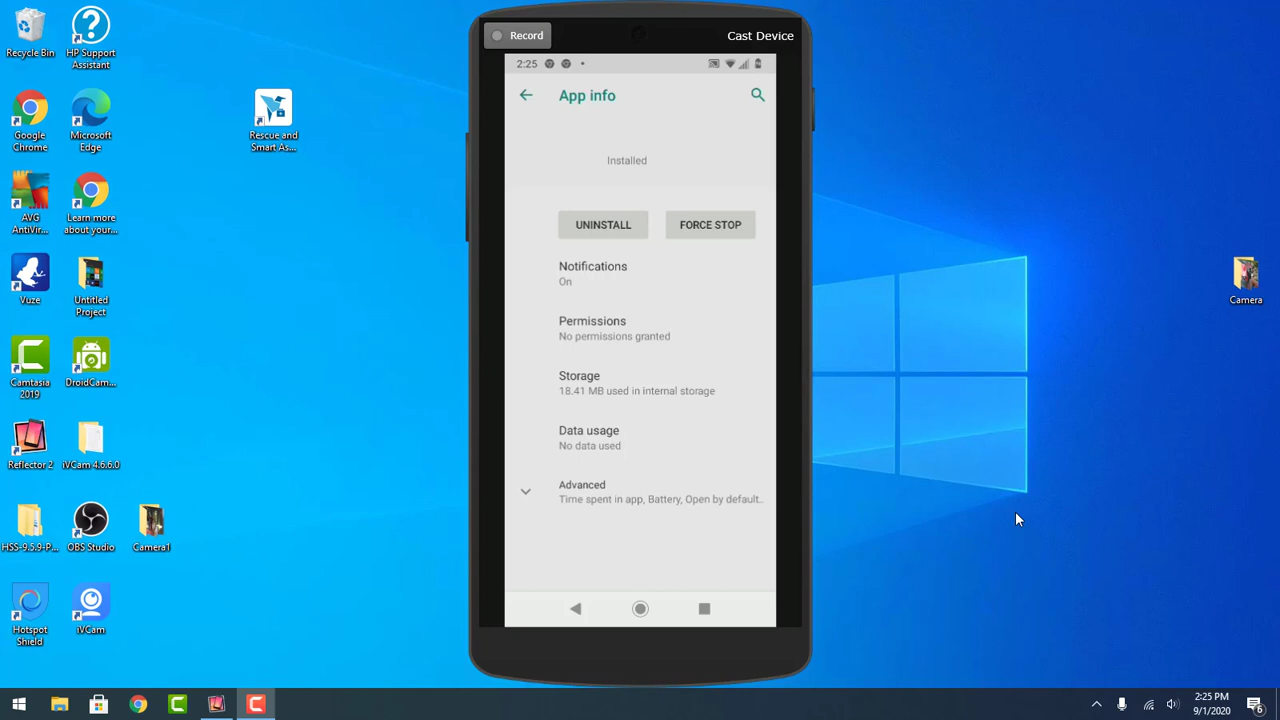 Recycle Bin
HP Support
Assistant
Google
Chrome
Microsoft
Edge
Rescue and
Smart As...
AVG
AntiVir...
Learn more
about your...
Vuze
Untitled
Project
Camtasia
2019
DroidCam...
Reflector 2
iVCam 4.6.6.0
HSS-9.5.9-P...
OBS Studio
Camera1
Hotspot
Shield
iVCam
Record
Cast Device
2:25
App info
Installed
UNINSTALL
FORCE STOP
Notifications
On
Permissions
No permissions granted
Storage
18.41 MB used in internal storage
Data usage
No data used
Advanced
Time spent in app, Battery, Open by default..
Camera
2:25 PM
9/1/2020
6